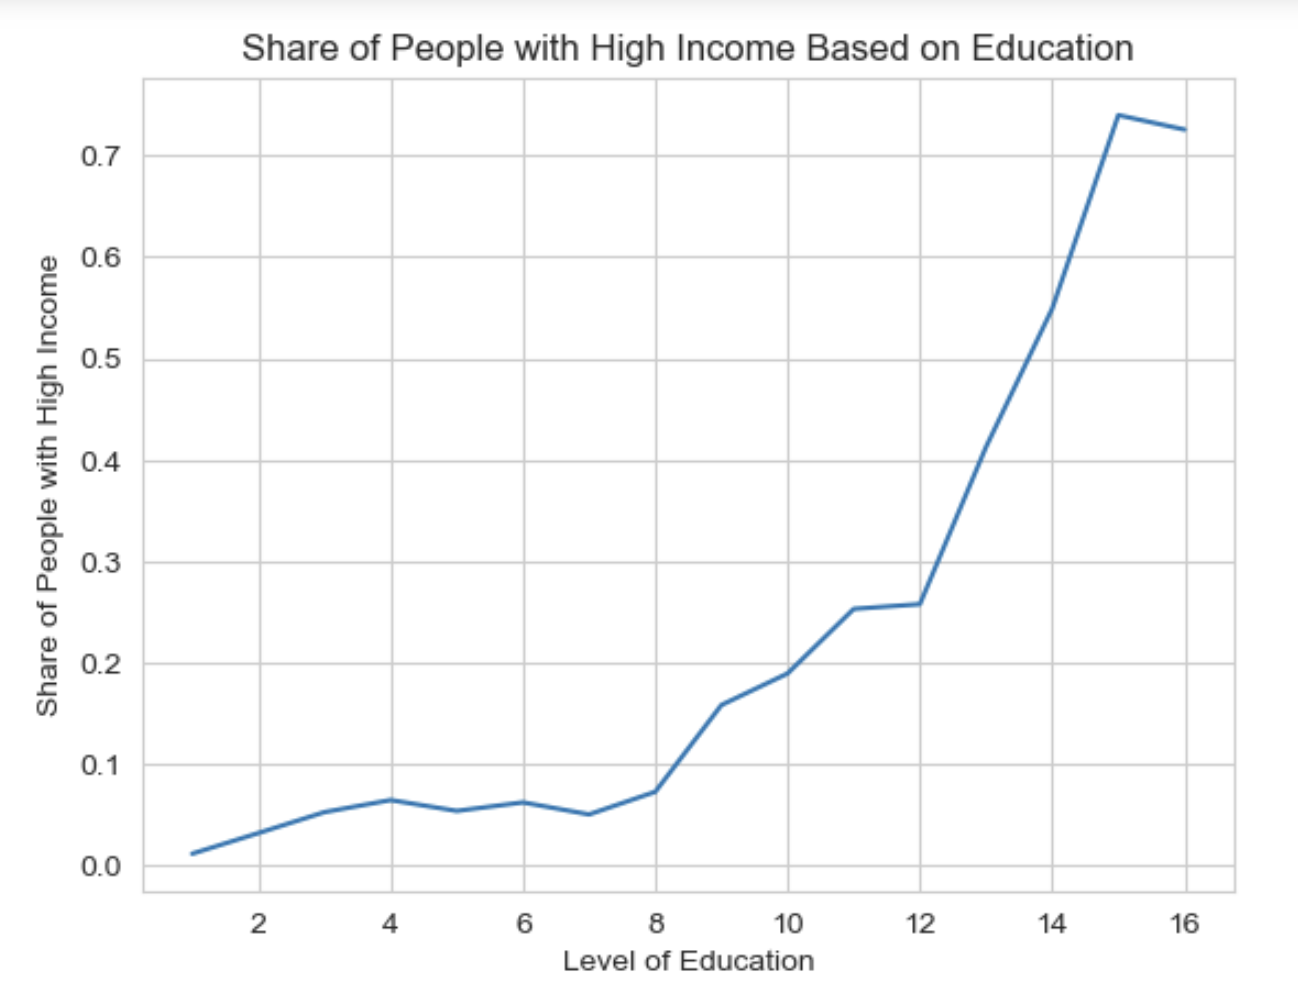 Share of People with High Income Based on Education
Share of People with High Income
0.7
0.6
0.5
0.4
0.3
0.2
0.1
0.0
2 4 6 8 10 12 14 16
Level of Education